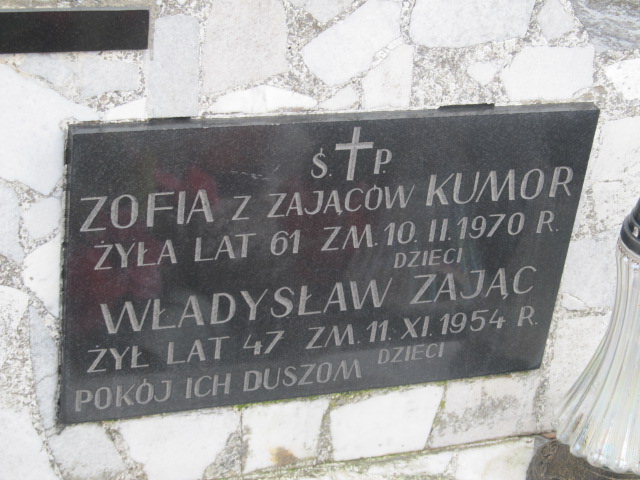 Ś. P.
ZOFIA Z ZAJĄCÓW KUMOR
ŻYŁA LAT 61 ZM. 10. II. 1970 R.
DZIECI
WŁADYSŁAW ZAJĄC
ŻYŁ LAT 47 ZM. 11. XI. 1954 R.
DZIECI
POKÓJ ICH DUSZOM